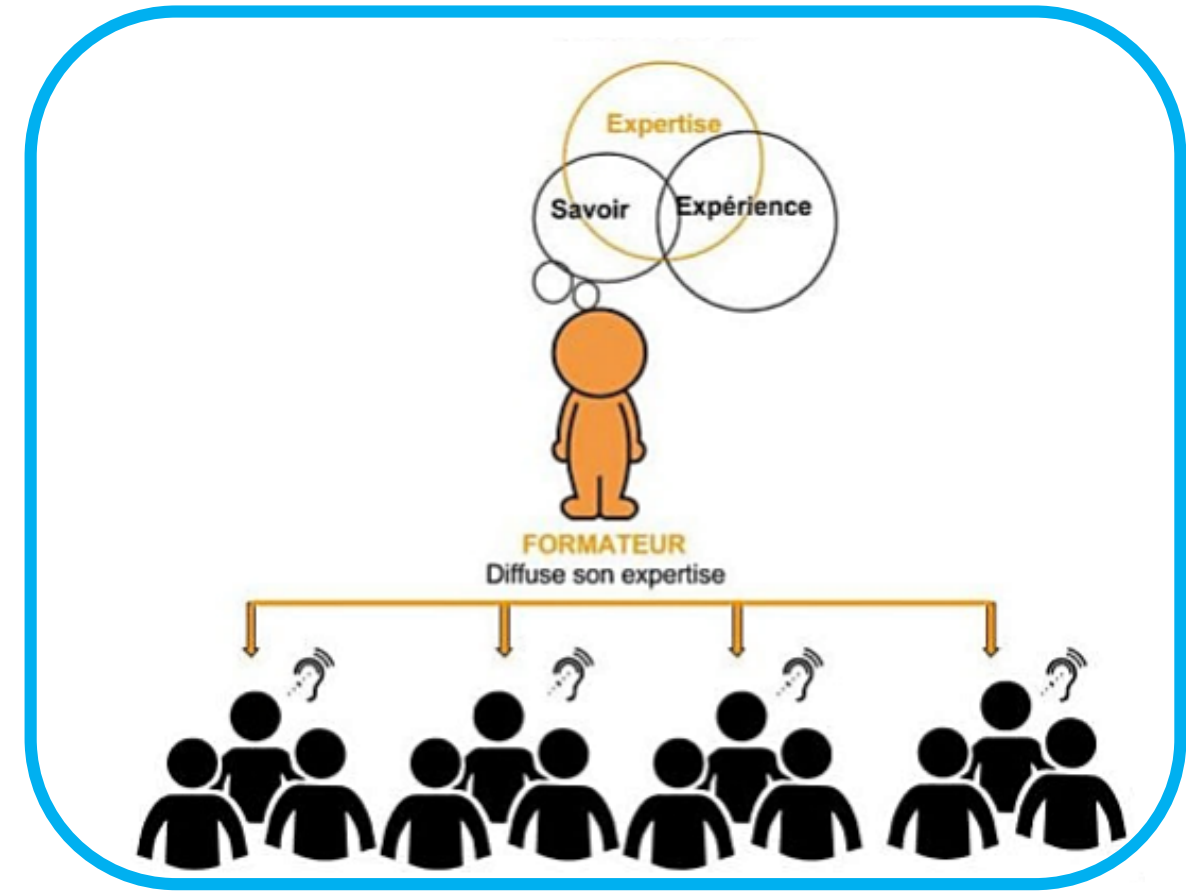 Expertise
Savoir
Expérience
FORMATEUR
Diffuse son expertise